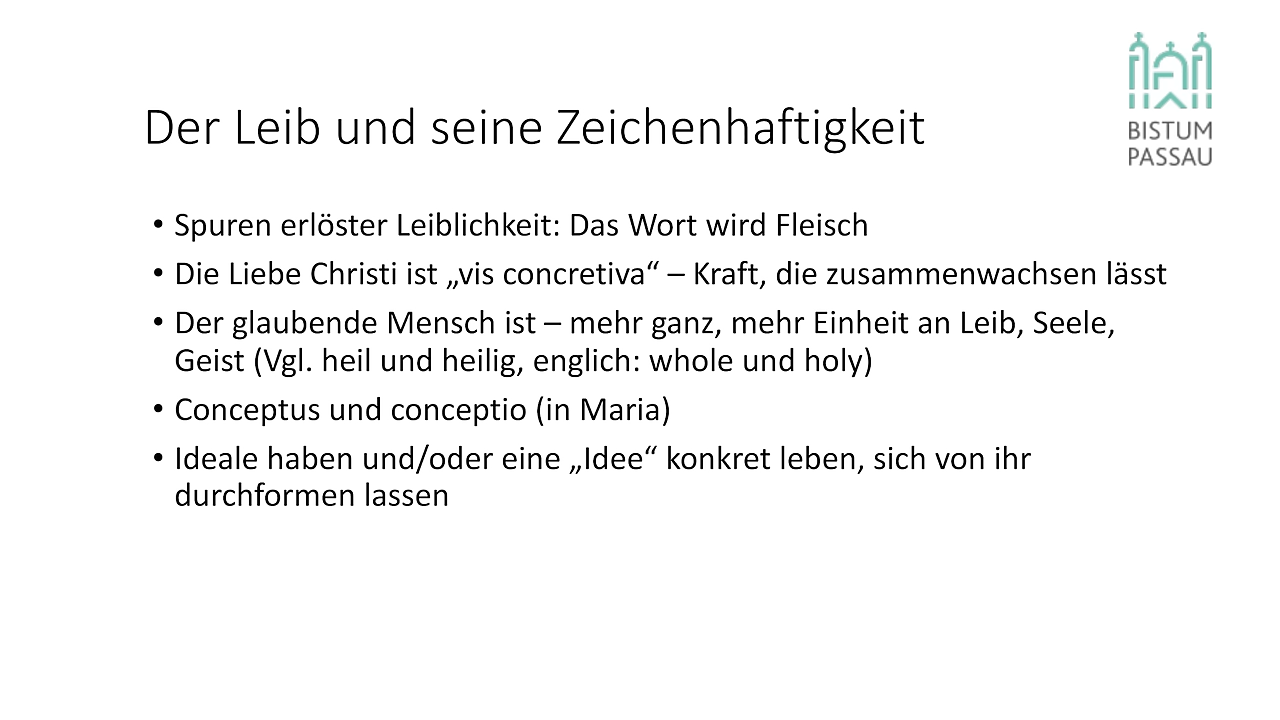 BISTUM
PASSAU
Der Leib und seine Zeichenhaftigkeit
• Spuren erlöster Leiblichkeit: Das Wort wird Fleisch
• Die Liebe Christi ist „vis concretiva“ – Kraft, die zusammenwachsen lässt
• Der glaubende Mensch ist – mehr ganz, mehr Einheit an Leib, Seele,
Geist (Vgl. heil und heilig, englich: whole und holy)
• Conceptus und conceptio (in Maria)
• Ideale haben und/oder eine „Idee“ konkret leben, sich von ihr
durchformen lassen